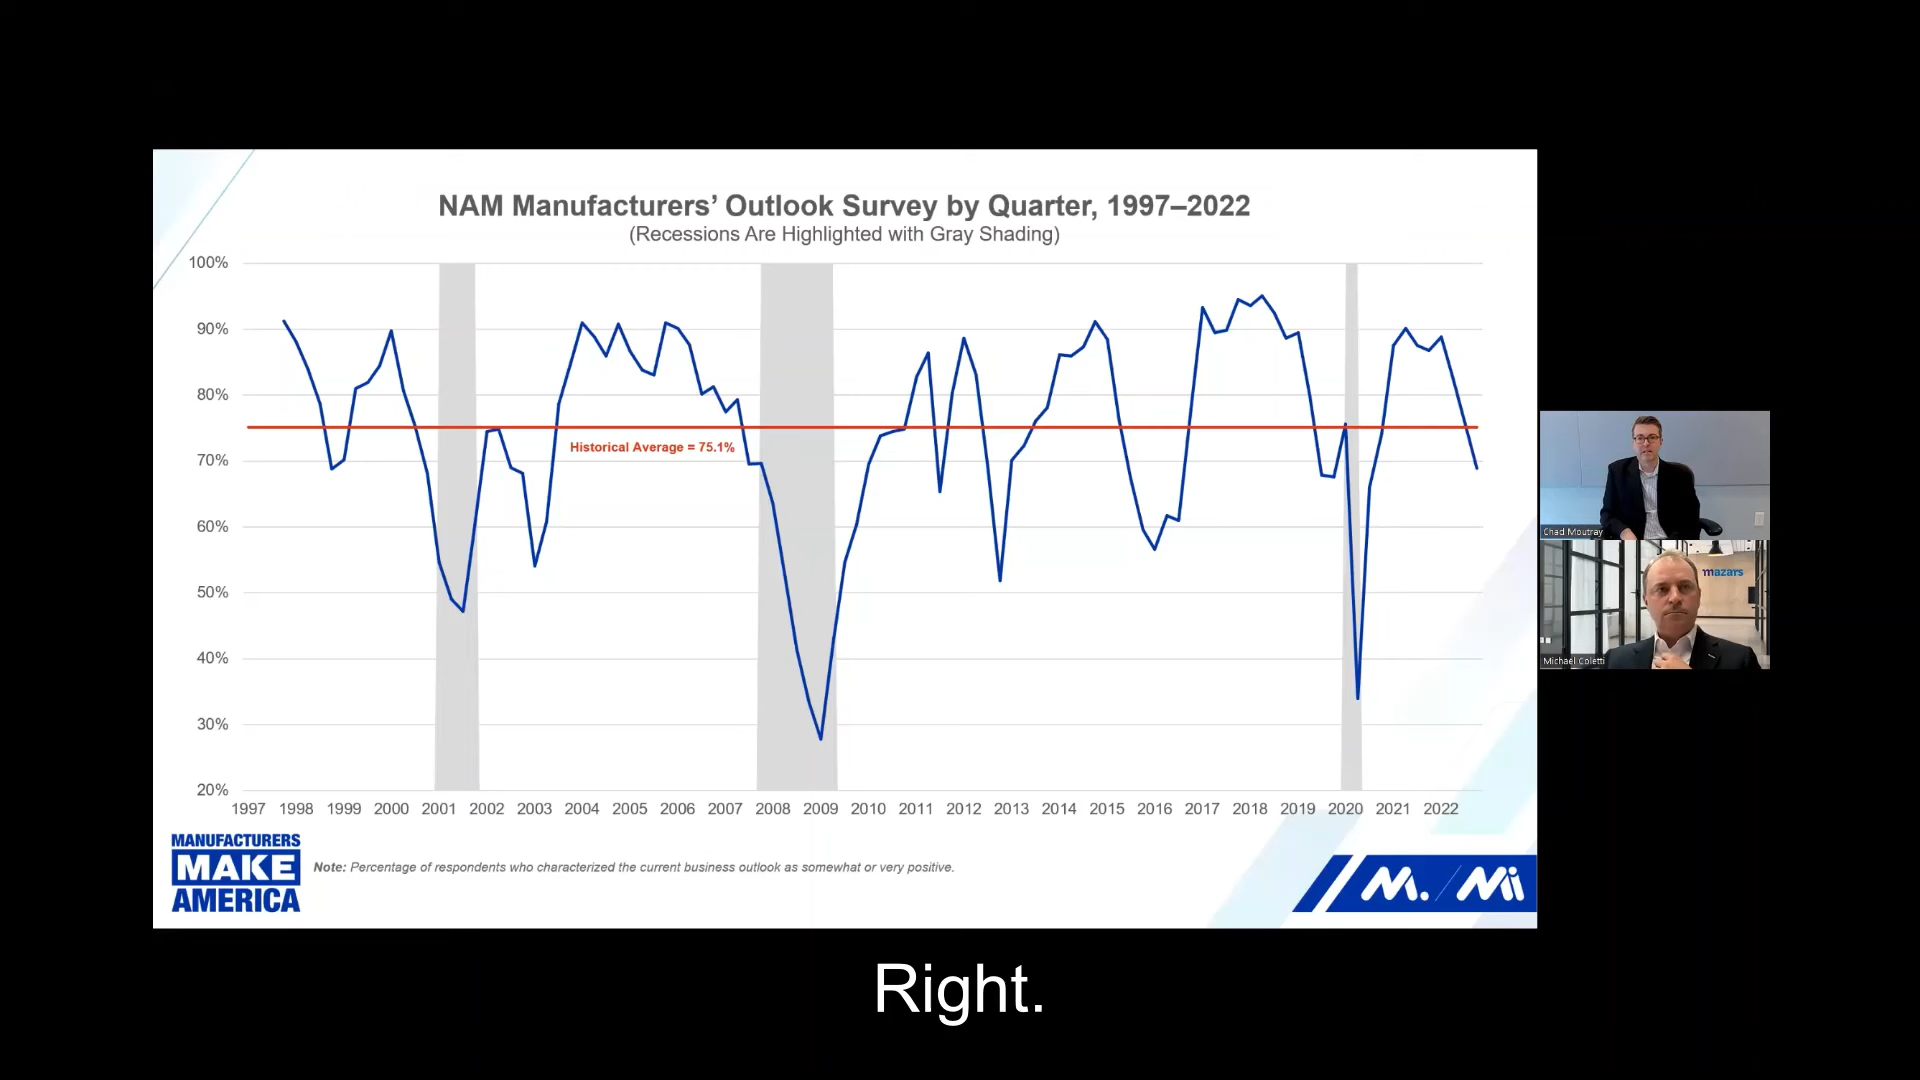 NAM Manufacturers’ Outlook Survey by Quarter, 1997–2022
(Recessions Are Highlighted with Gray Shading)
100%
90%
80%
70%
60%
50%
40%
30%
20%
Historical Average = 75.1%
1997 1998 1999 2000 2001 2002 2003 2004 2005 2006 2007 2008 2009 2010 2011 2012 2013 2014 2015 2016 2017 2018 2019 2020 2021 2022
MANUFACTURERS
MAKE
AMERICA
Note: Percentage of respondents who characterized the current business outlook as somewhat or very positive.
M. / Mi
Chad Moutray
mazars
Michael Coletti
Right.